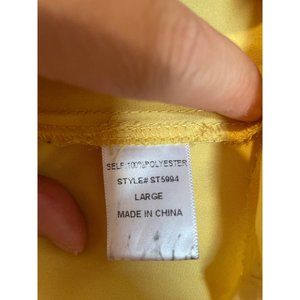 SELF:100%POLYESTER
STYLE# ST5994
LARGE
MADE IN CHINA